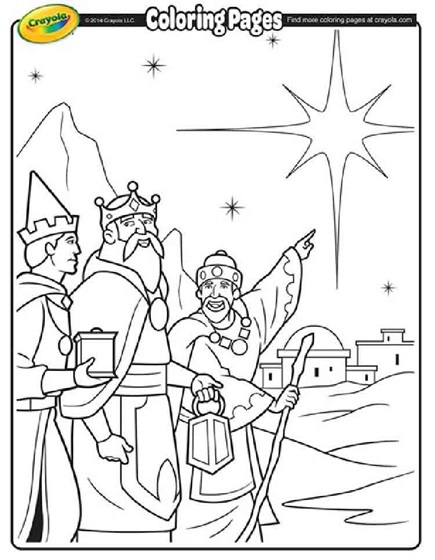 Crayola
© 2014 Crayola LLC
Coloring Pages
Find more coloring pages at crayola.com